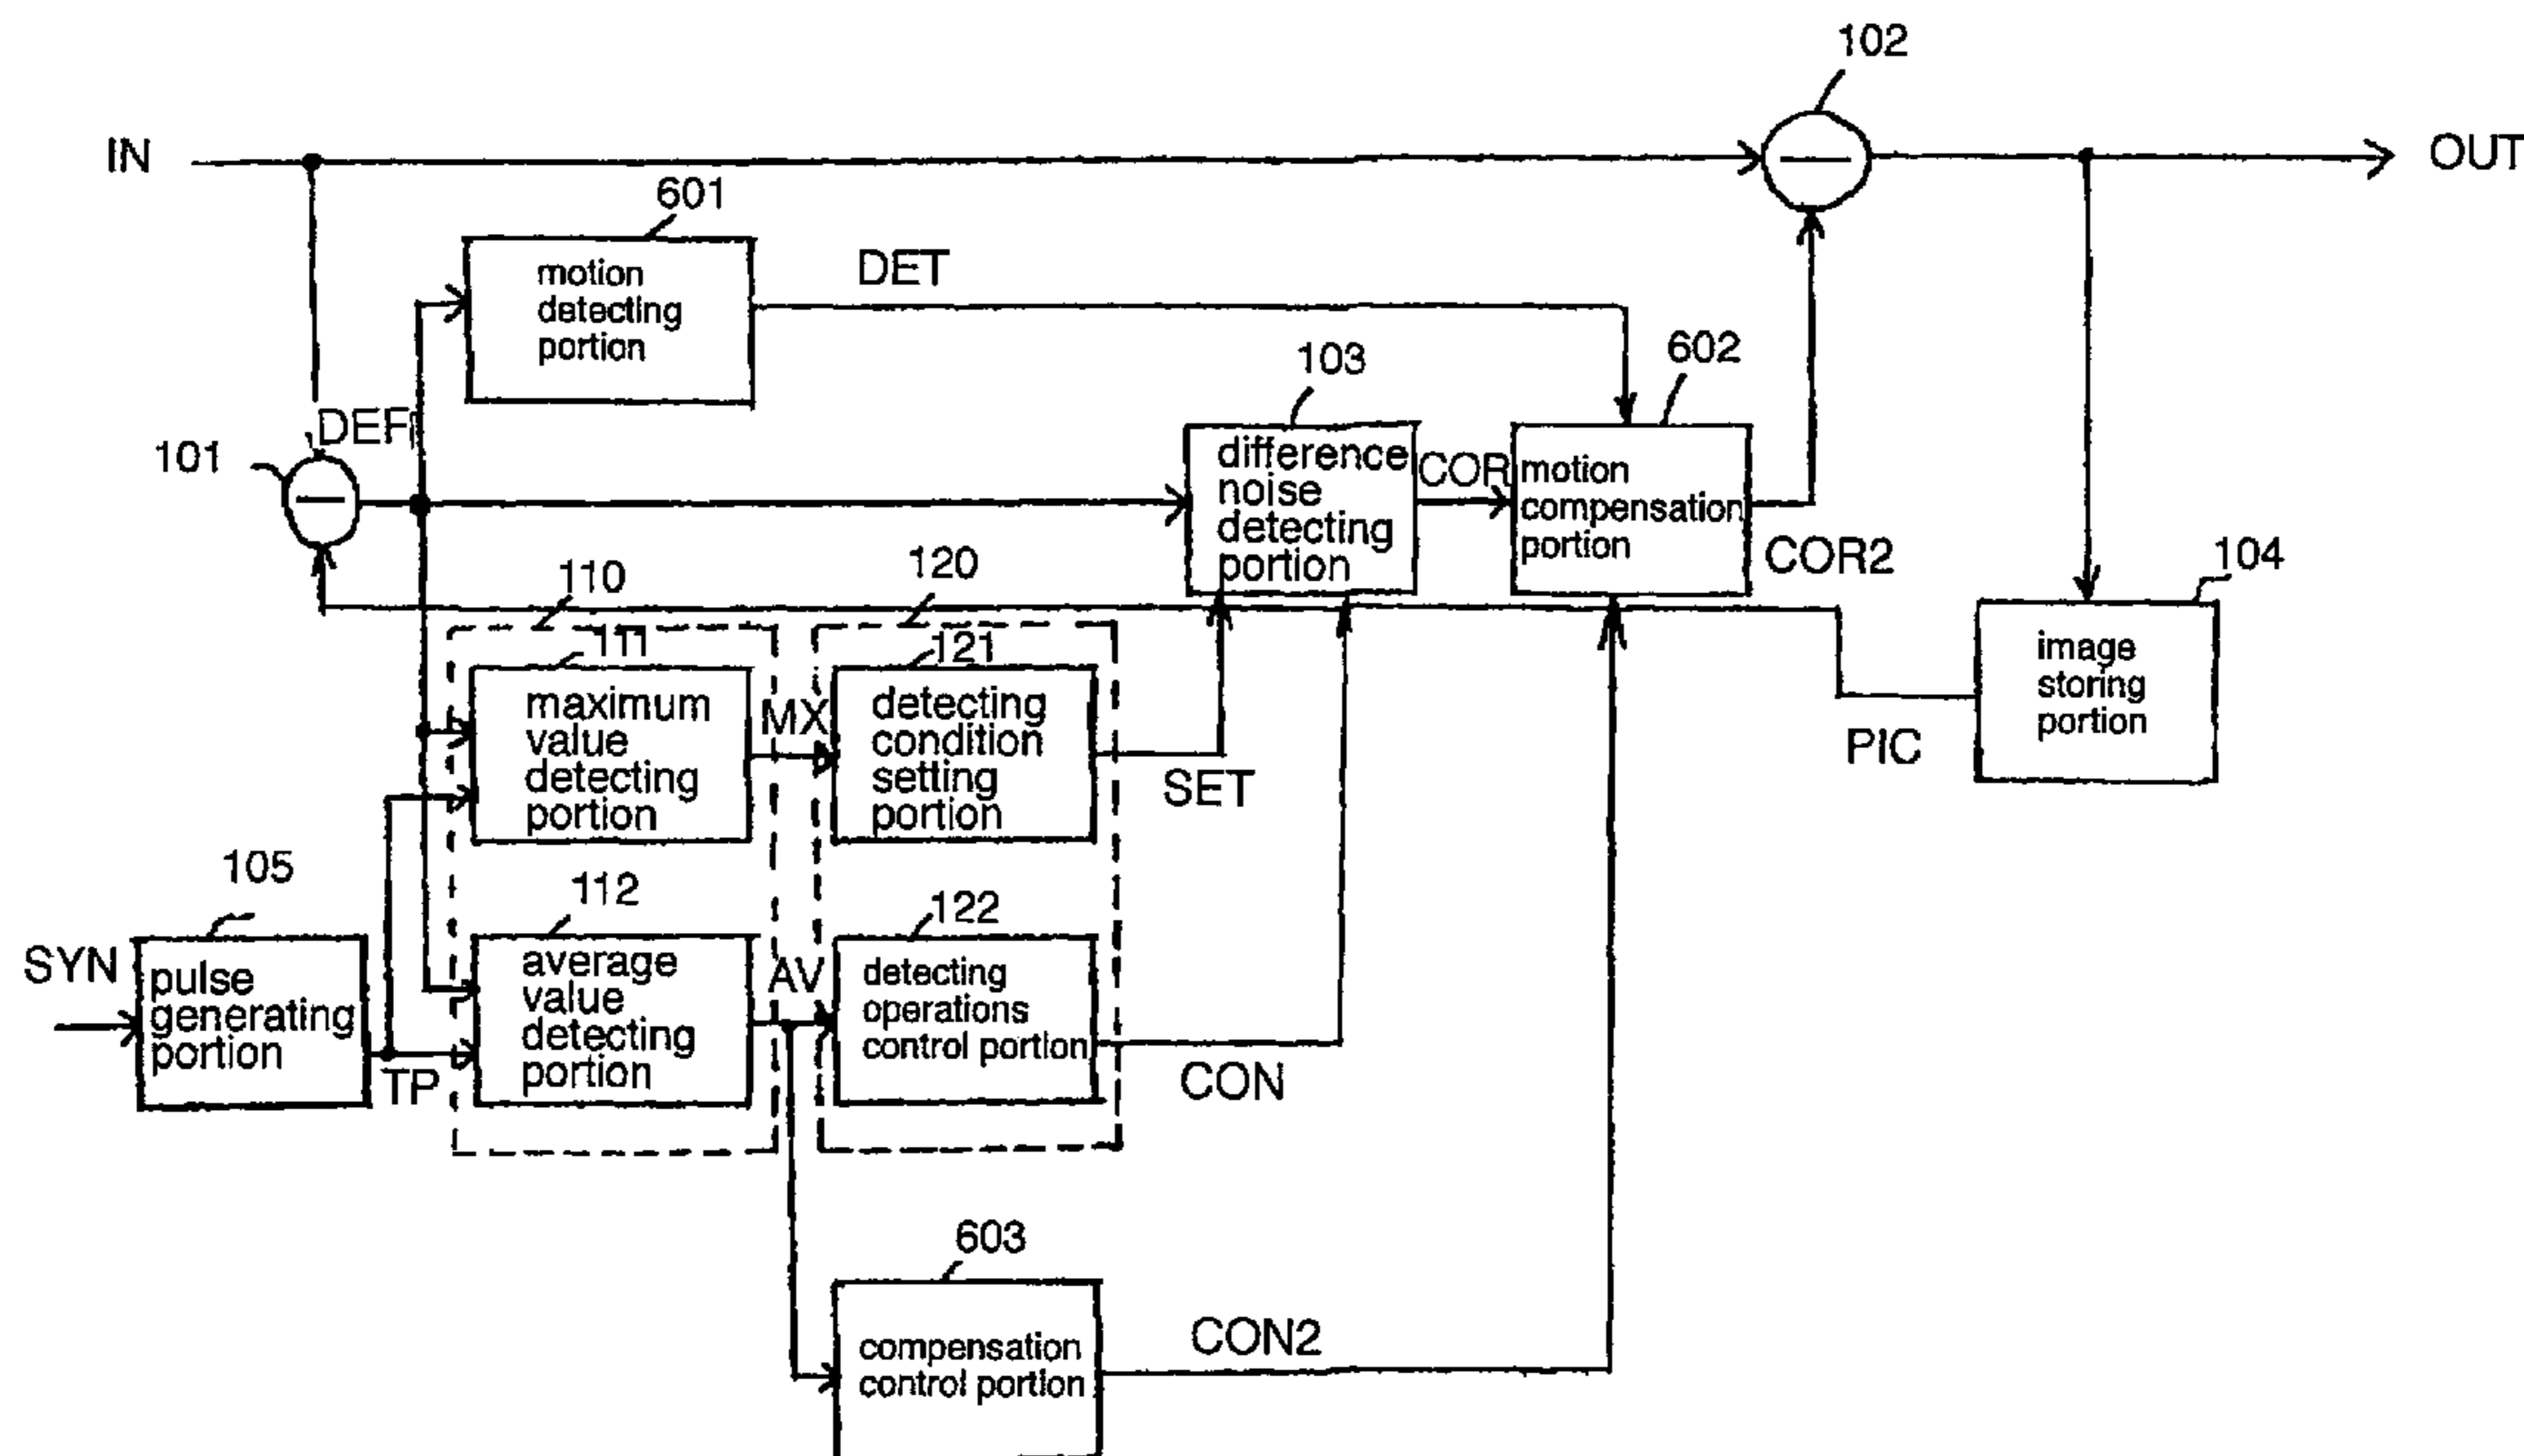 102
IN
OUT
601
motion
detecting
portion
DET
103
602
DEF
101
difference
noise
detecting
portion
COR
motion
compensation
portion
COR2
104
image
storing
portion
PIC
110
120
111
121
maximum
value
detecting
portion
MX
detecting
condition
setting
portion
SET
105
112
122
SYN
pulse
generating
portion
TP
average
value
detecting
portion
AV
detecting
operations
control portion
CON
603
compensation
control portion
CON2